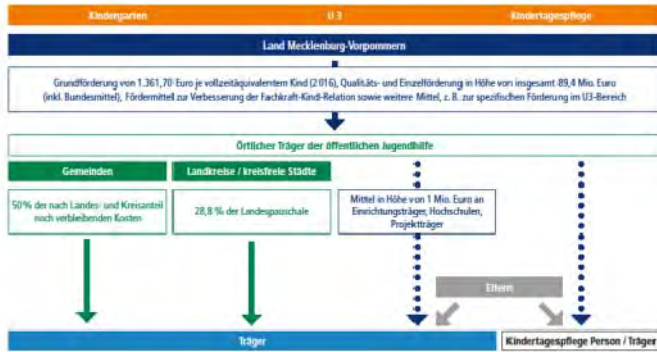 Kindergarten
U 3
Kindertagespflege
Land Mecklenburg-Vorpommern
Grundförderung von 1.361,70 Euro je vollzeitäquivalentem Kind (2016), Qualitäts- und Einzelförderung in Höhe von insgesamt 89,4 Mio. Euro
(inkl. Bundesmittel), Fördermittel zur Verbesserung der Fachkraft-Kind-Relation sowie weitere Mittel, z. B. zur spezifischen Förderung im U3-Bereich
Örtlicher Träger der öffentlichen Jugendhilfe
Gemeinden
Landkreise / kreisfreie Städte
50 % der nach Landes- und Kreisanteil
noch verbleibenden Kosten
28,8 % der Landespauschale
Mittel in Höhe von 1 Mio. Euro an
Einrichtungsträger, Hochschulen,
Projektträger
Eltern
Träger
Kindertagespflege Person / Träger